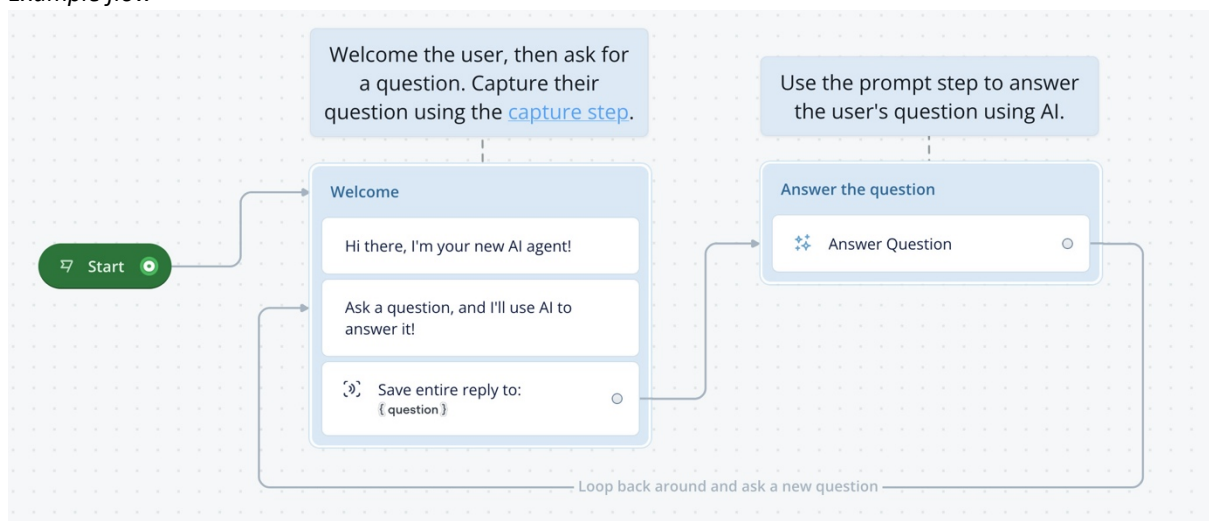 Example flow
Welcome the user, then ask for
a question. Capture their
question using the capture step.
Use the prompt step to answer
the user's question using AI.
Start
Welcome
Hi there, I'm your new AI agent!
Ask a question, and I'll use AI to
answer it!
Save entire reply to:
{question}
Answer the question
Answer Question
Loop back around and ask a new question